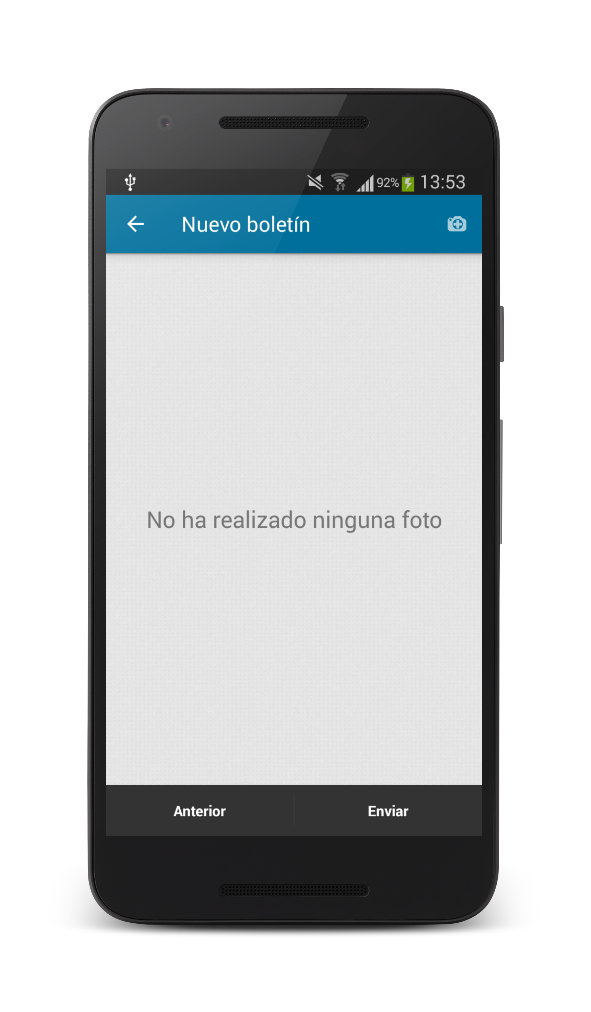 92% 13:53
Nuevo boletín
No ha realizado ninguna foto
Anterior Enviar